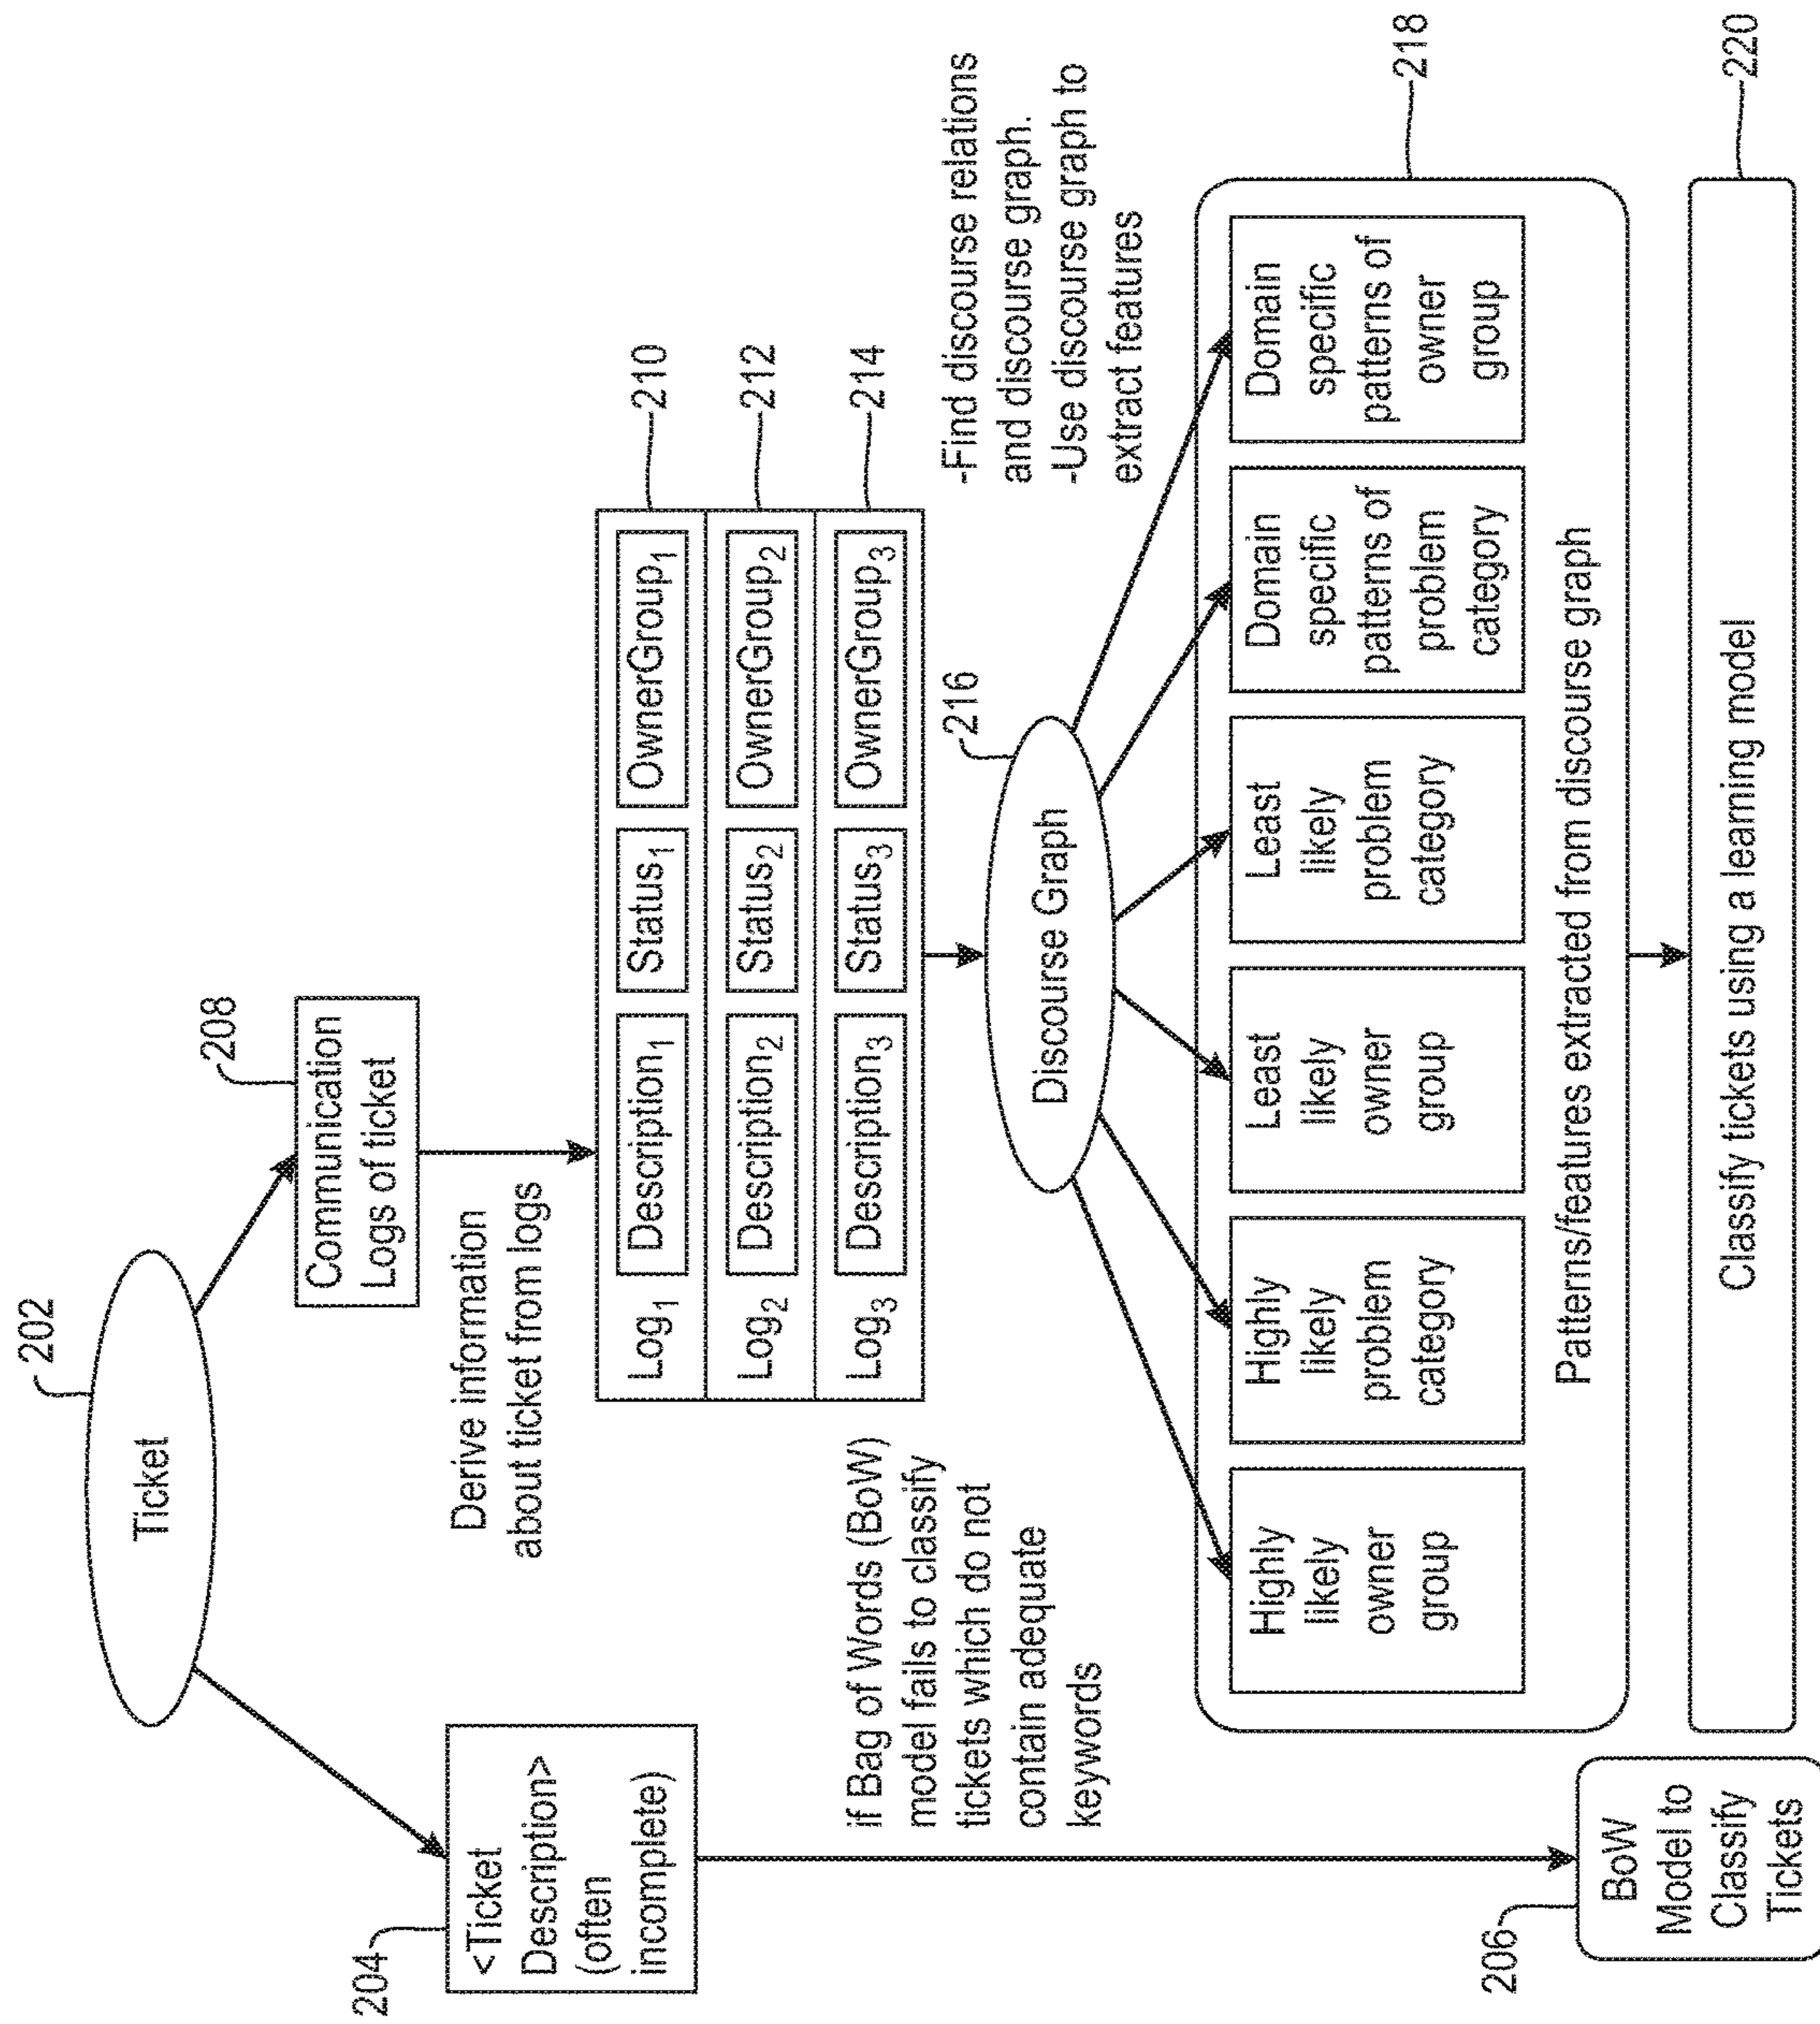 202
Ticket
204
<Ticket
Description>
(often
incomplete)
208
Communication
Logs of ticket
Derive information
about ticket from logs
Log₁ Description₁ Status₁ OwnerGroup₁ 210
Log₂ Description₂ Status₂ OwnerGroup₂ 212
Log₃ Description₃ Status₃ OwnerGroup₃ 214
if Bag of Words (BoW)
model fails to classify
tickets which do not
contain adequate
keywords
216
Discourse Graph
-Find discourse relations
and discourse graph.
-Use discourse graph to
extract features
Highly
likely
owner
group
Highly
likely
problem
category
Least
likely
owner
group
Least
likely
problem
category
Domain
specific
patterns of
problem
category
Domain
specific
patterns of
owner
group
Patterns/features extracted from discourse graph
218
206
BoW
Model to
Classify
Tickets
Classify tickets using a learning model
220